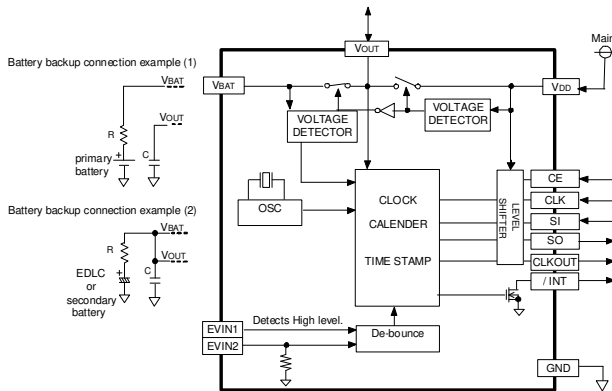 Battery backup connection example (1)
VBAT
VOUT
R
C
+
primary
battery
Battery backup connection example (2)
VBAT
VOUT
R
C
+
EDLC
or
secondary
battery
VOUT
Main
VBAT
VDD
VOLTAGE
DETECTOR
VOLTAGE
DETECTOR
OSC
CLOCK
CALENDER
TIME STAMP
LEVEL
SHIFTER
CE
CLK
SI
SO
CLKOUT
/ INT
EVIN1
Detects High level.
EVIN2
De-bounce
GND